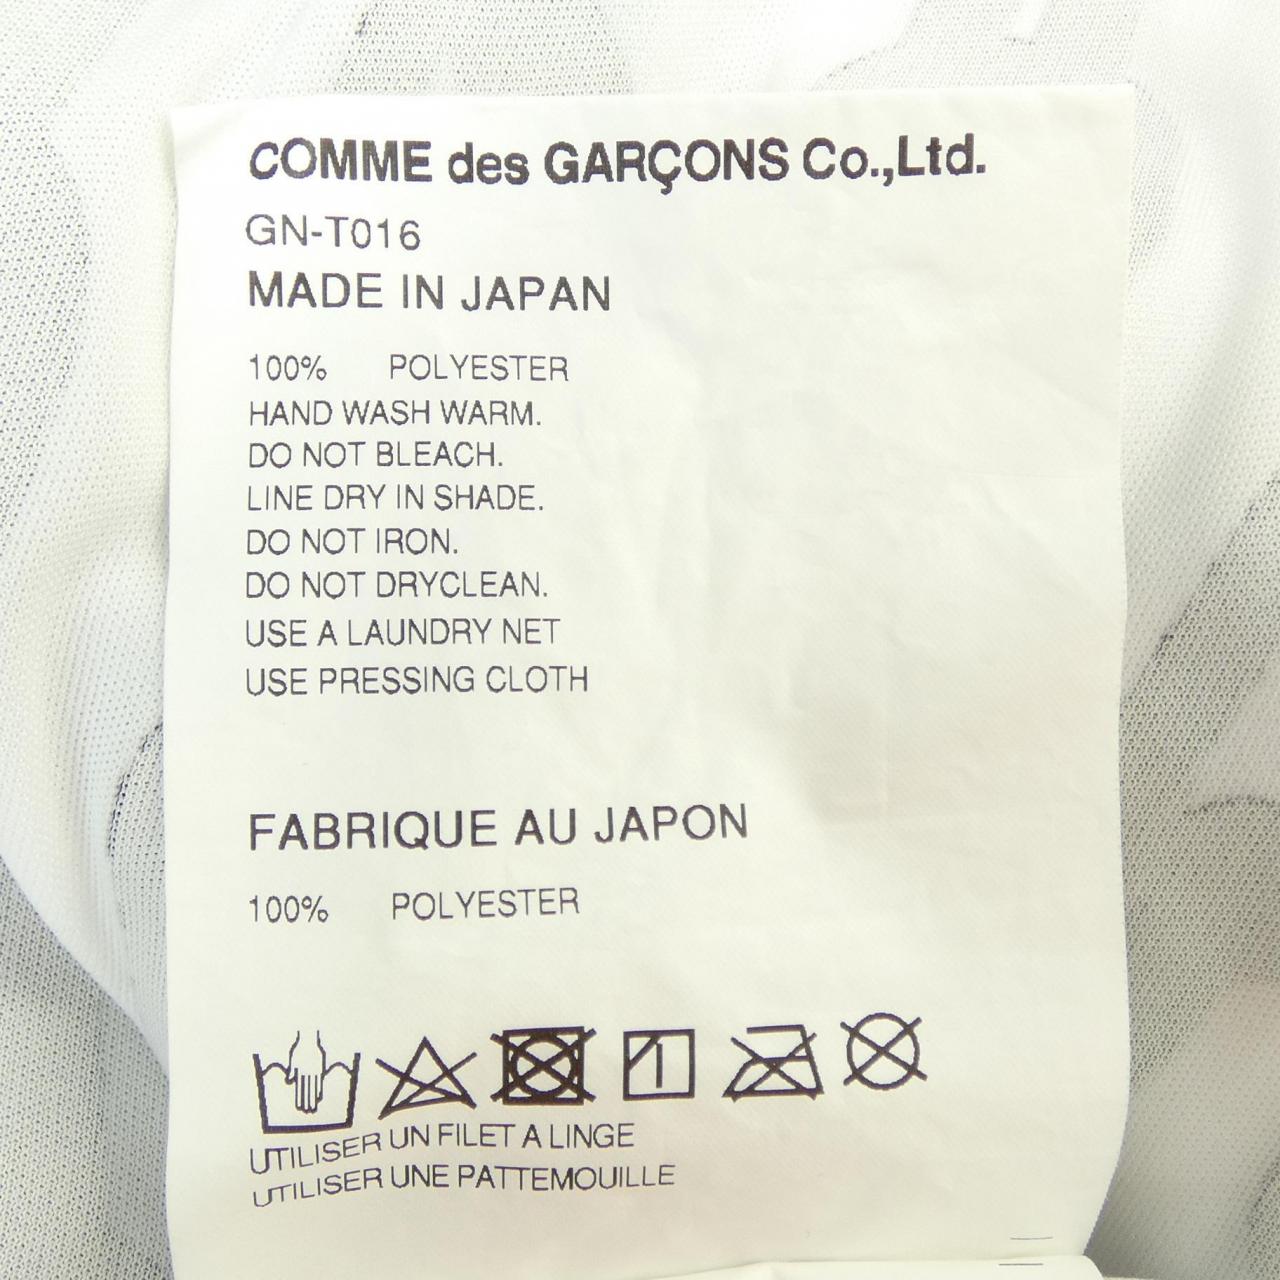 COMME des GARÇONS Co.,Ltd.
GN-T016
MADE IN JAPAN
100% POLYESTER
HAND WASH WARM.
DO NOT BLEACH.
LINE DRY IN SHADE.
DO NOT IRON.
DO NOT DRYCLEAN.
USE A LAUNDRY NET
USE PRESSING CLOTH
FABRIQUE AU JAPON
100% POLYESTER
UTILISER UN FILET A LINGE
UTILISER UNE PATTEMOUILLE